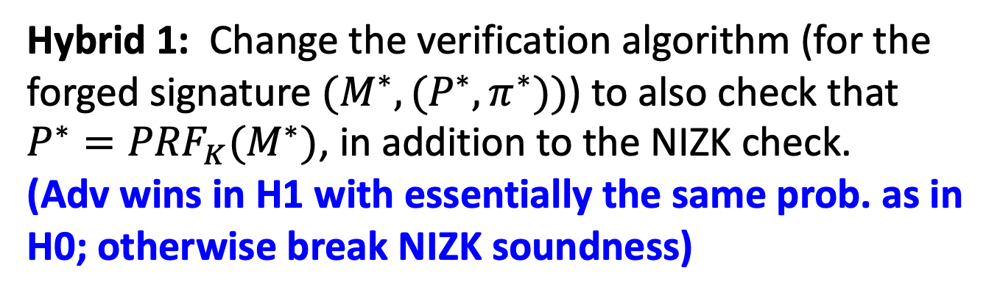 Hybrid 1: Change the verification algorithm (for the
forged signature (M*, (P*, π*))) to also check that
P* = PRF_K(M*), in addition to the NIZK check.
(Adv wins in H1 with essentially the same prob. as in
H0; otherwise break NIZK soundness)